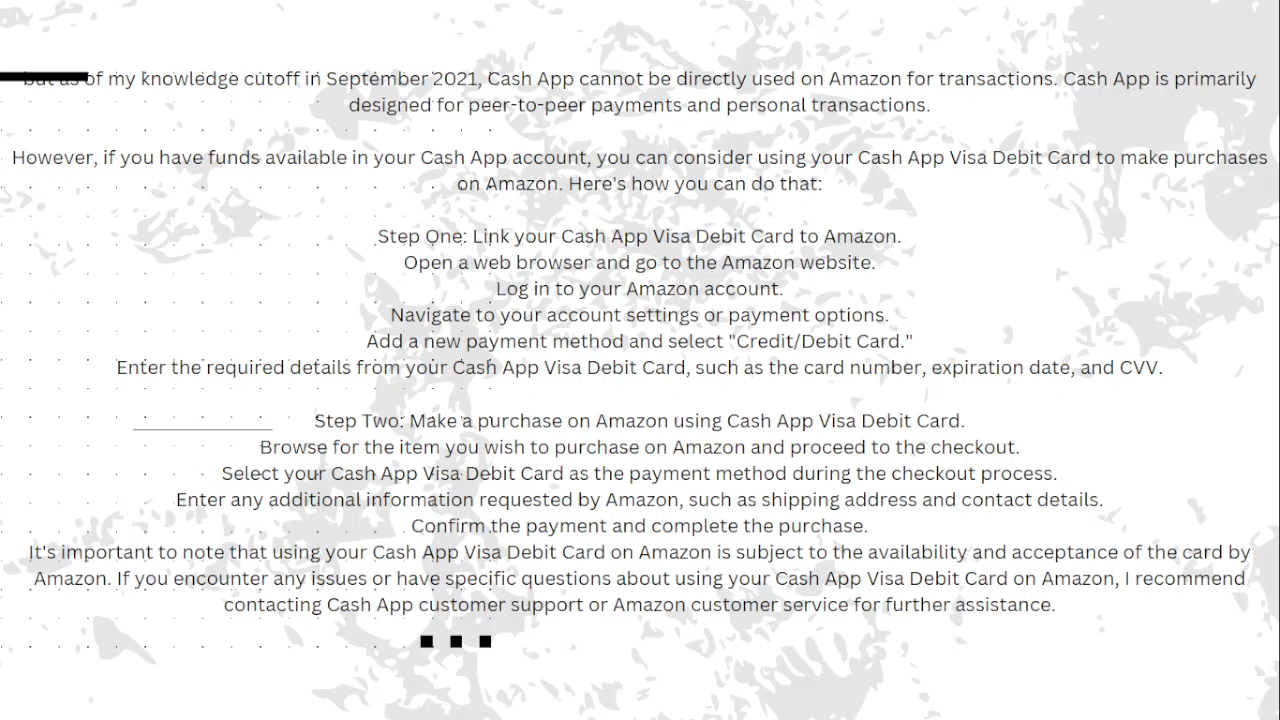 but as of my knowledge cutoff in September 2021, Cash App cannot be directly used on Amazon for transactions. Cash App is primarily
designed for peer-to-peer payments and personal transactions.
However, if you have funds available in your Cash App account, you can consider using your Cash App Visa Debit Card to make purchases
on Amazon. Here's how you can do that:
Step One: Link your Cash App Visa Debit Card to Amazon.
Open a web browser and go to the Amazon website.
Log in to your Amazon account.
Navigate to your account settings or payment options.
Add a new payment method and select "Credit/Debit Card."
Enter the required details from your Cash App Visa Debit Card, such as the card number, expiration date, and CVV.
Step Two: Make a purchase on Amazon using Cash App Visa Debit Card.
Browse for the item you wish to purchase on Amazon and proceed to the checkout.
Select your Cash App Visa Debit Card as the payment method during the checkout process.
Enter any additional information requested by Amazon, such as shipping address and contact details.
Confirm the payment and complete the purchase.
It's important to note that using your Cash App Visa Debit Card on Amazon is subject to the availability and acceptance of the card by
Amazon. If you encounter any issues or have specific questions about using your Cash App Visa Debit Card on Amazon, I recommend
contacting Cash App customer support or Amazon customer service for further assistance.